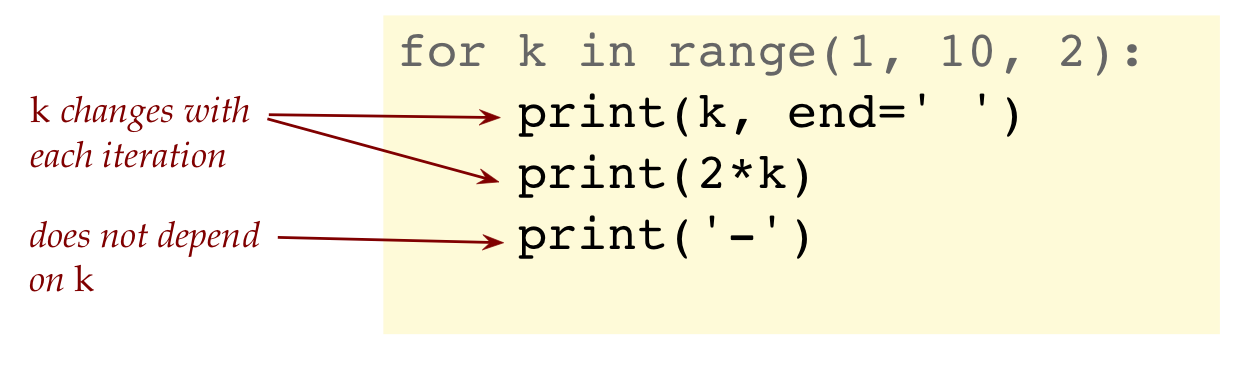 for k in range(1, 10, 2):
k changes with
each iteration
print(k, end=' ')
print(2*k)
does not depend
on k
print('-')